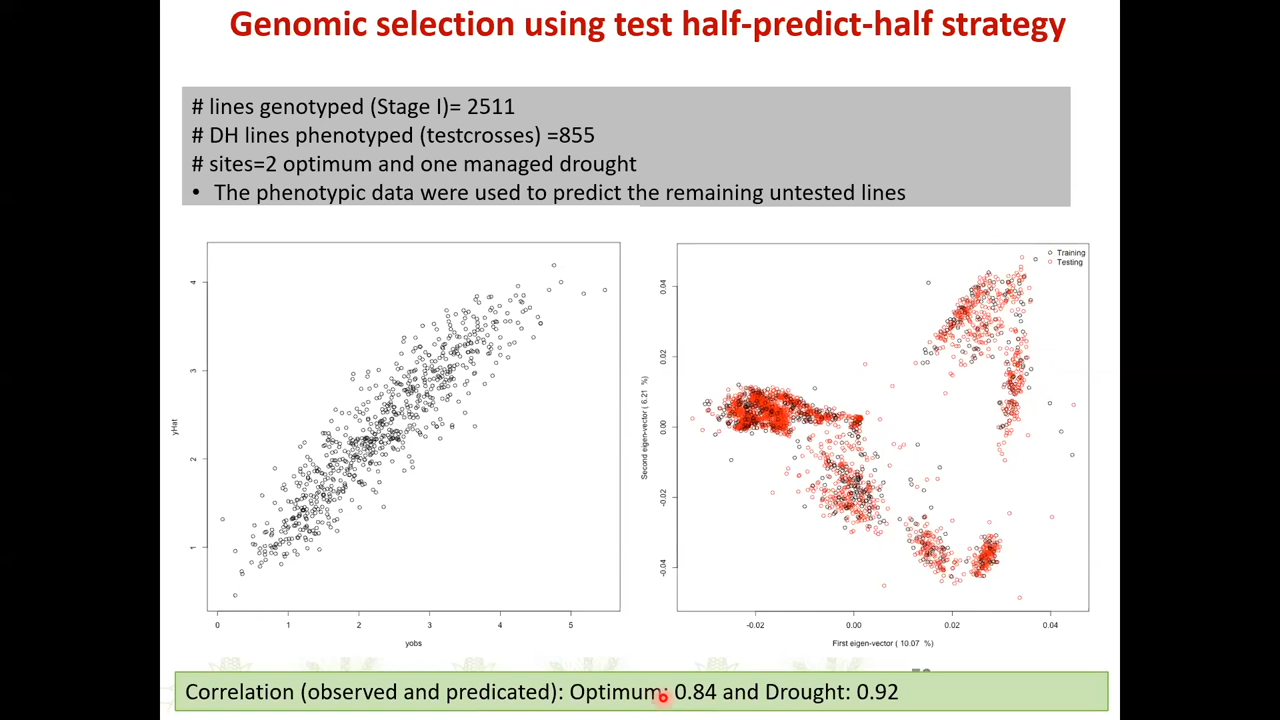 Genomic selection using test half-predict-half strategy
# lines genotyped (Stage I)= 2511
# DH lines phenotyped (testcrosses) =855
# sites=2 optimum and one managed drought
• The phenotypic data were used to predict the remaining untested lines
4
3
2
1
yHat
0 1 2 3 4 5
yobs
Training
Testing
0.04
0.02
0.00
-0.02
-0.04
Second eigen-vector ( 6.21 %)
-0.02 0.00 0.02 0.04
First eigen-vector ( 10.07 %)
Correlation (observed and predicated): Optimum: 0.84 and Drought: 0.92